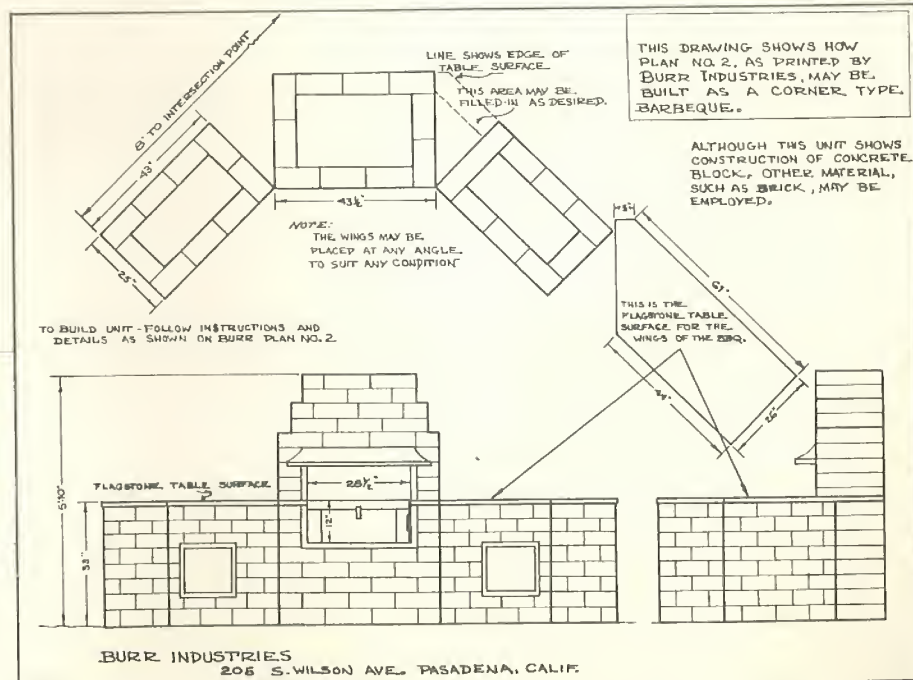 THIS DRAWING SHOWS HOW
PLAN NO. 2, AS PRINTED BY
BURR INDUSTRIES, MAY BE
BUILT AS A CORNER TYPE
BARBEQUE.
ALTHOUGH THIS UNIT SHOWS
CONSTRUCTION OF CONCRETE
BLOCK, OTHER MATERIAL,
SUCH AS BRICK, MAY BE
EMPLOYED.
LINE SHOWS EDGE OF
TABLE SURFACE
THIS AREA MAY BE
FILLED-IN AS DESIRED.
8' TO INTERSECTION POINT
43"
25"
43½"
NOTE:
THE WINGS MAY BE
PLACED AT ANY ANGLE
TO SUIT ANY CONDITION
TO BUILD UNIT - FOLLOW INSTRUCTIONS AND
DETAILS AS SHOWN ON BURR PLAN NO. 2
THIS IS THE
FLAGSTONE TABLE
SURFACE FOR THE
WINGS OF THE BBQ.
26"
5'10"
33"
FLAGSTONE TABLE SURFACE
28½"
12"
BURR INDUSTRIES
205 S. WILSON AVE. PASADENA, CALIF.